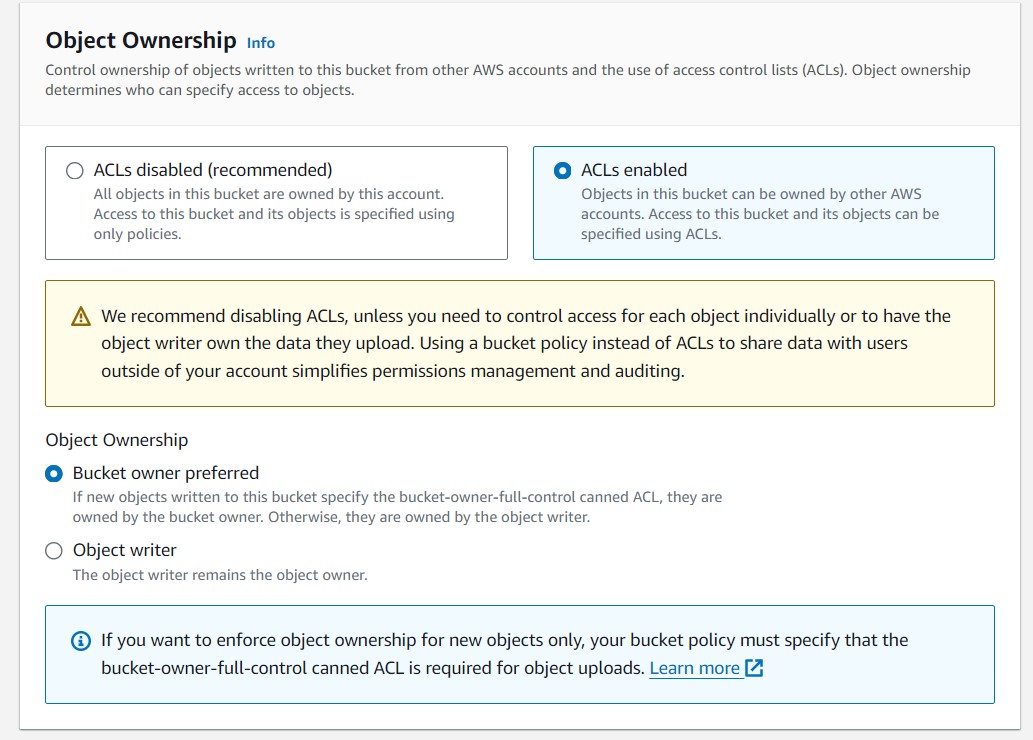 Object Ownership Info
Control ownership of objects written to this bucket from other AWS accounts and the use of access control lists (ACLs). Object ownership
determines who can specify access to objects.
ACLs disabled (recommended)
All objects in this bucket are owned by this account.
Access to this bucket and its objects is specified using
only policies.
ACLs enabled
Objects in this bucket can be owned by other AWS
accounts. Access to this bucket and its objects can be
specified using ACLs.
We recommend disabling ACLs, unless you need to control access for each object individually or to have the
object writer own the data they upload. Using a bucket policy instead of ACLs to share data with users
outside of your account simplifies permissions management and auditing.
Object Ownership
Bucket owner preferred
If new objects written to this bucket specify the bucket-owner-full-control canned ACL, they are
owned by the bucket owner. Otherwise, they are owned by the object writer.
Object writer
The object writer remains the object owner.
If you want to enforce object ownership for new objects only, your bucket policy must specify that the
bucket-owner-full-control canned ACL is required for object uploads. Learn more